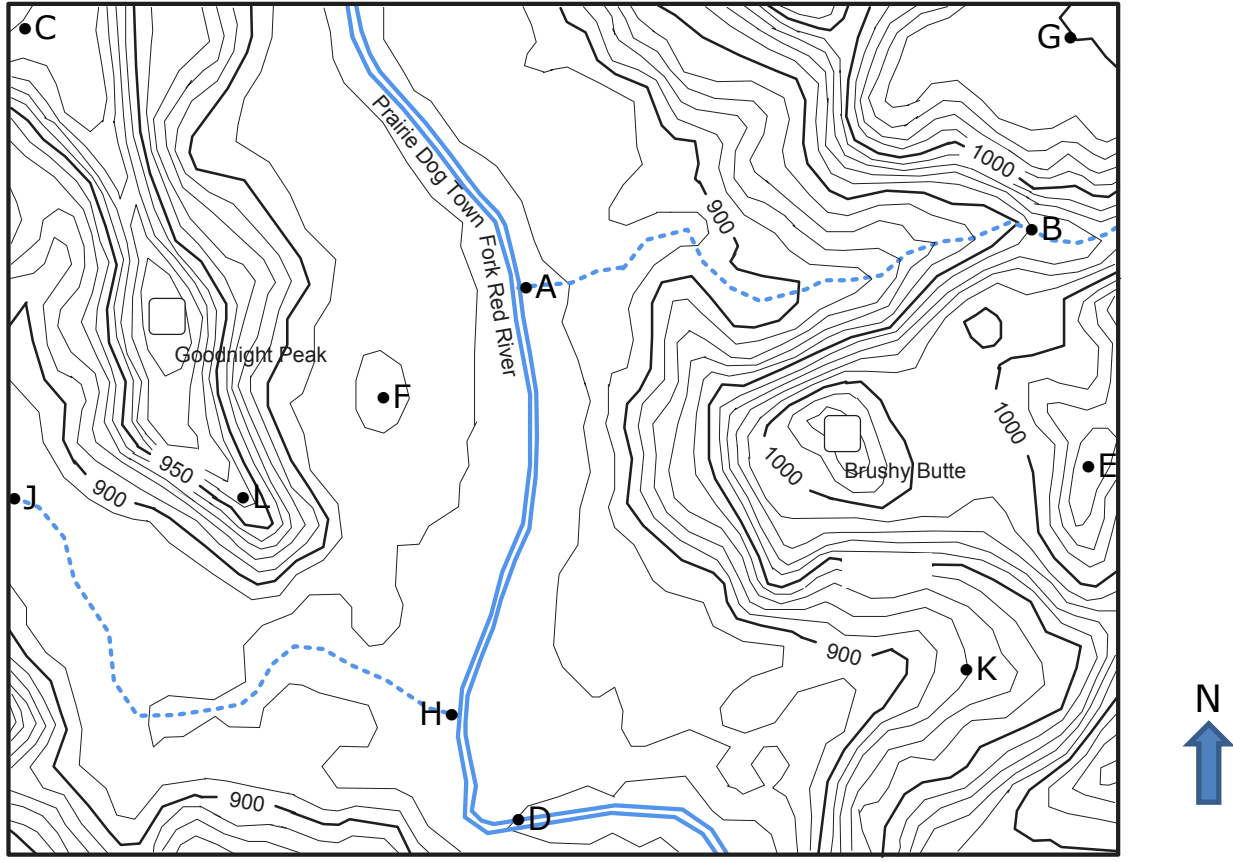 C
G
Prairie Dog Town Fork Red River
1000
900
B
A
Goodnight Peak
F
1000
950
900
J
L
1000
Brushy Butte
E
900
K
H
N
900
D